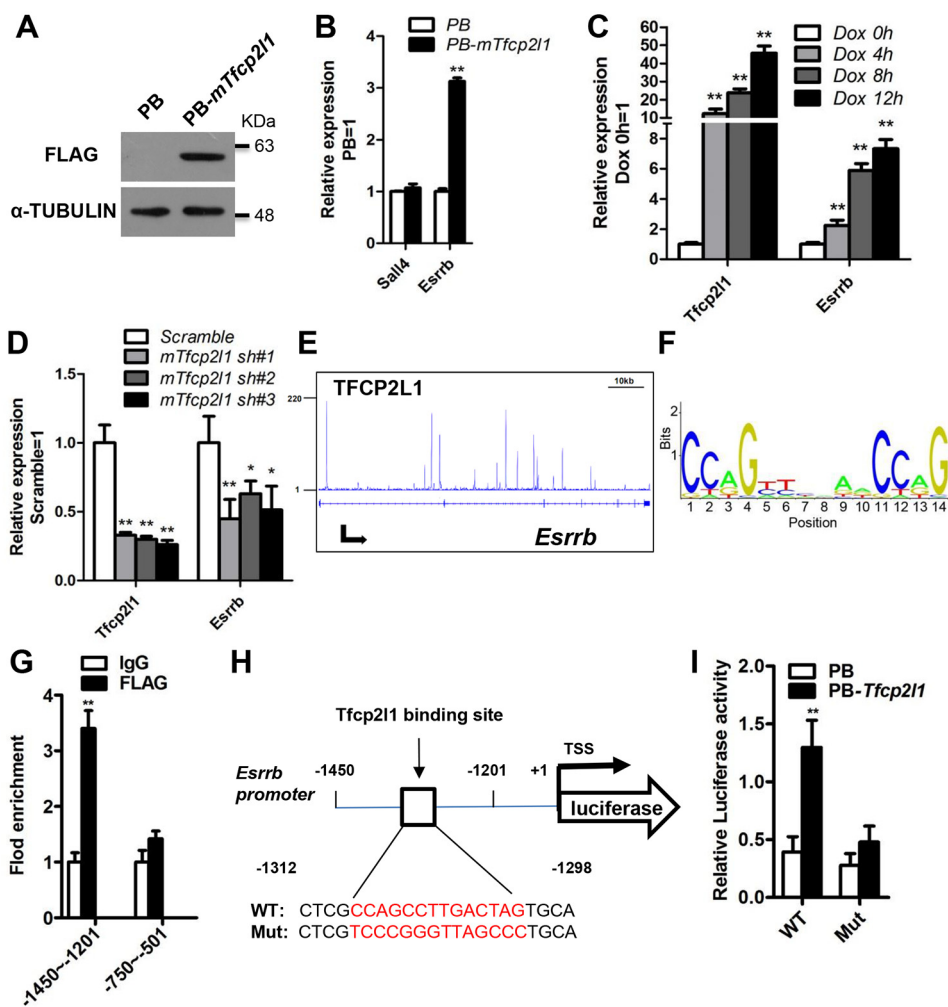 A
PB
PB-mTfcp2l1
KDa
FLAG
63
α-TUBULIN
48
B
PB
PB-mTfcp2l1
Relative expression
PB=1
4
3
2
1
0
**
Sall4
Esrrb
C
Dox 0h
Dox 4h
Dox 8h
Dox 12h
Relative expression
Dox 0h=1
60
50
40
30
20
10
8
6
4
2
0
**
**
**
**
**
**
Tfcp2l1
Esrrb
D
Scramble
mTfcp2l1 sh#1
mTfcp2l1 sh#2
mTfcp2l1 sh#3
Relative expression
Scramble=1
1.5
1.0
0.5
0.0
** ** **
** * *
Tfcp2l1
Esrrb
E
TFCP2L1
10kb
220
1
Esrrb
F
Bits
2
1
1 2 3 4 5 6 7 8 9 10 11 12 13 14
Position
G
IgG
FLAG
Flod enrichment
4
3
2
1
0
**
-1450~-1201
-750~-501
H
Tfcp2l1 binding site
Esrrb
promoter
-1450
-1201
+1
TSS
luciferase
-1312
-1298
WT: CTCGCCAGCCTTGACTAGTGCA
Mut: CTCGTCCCGGGTTAGCCCTGCA
I
PB
PB-Tfcp2l1
Relative Luciferase activity
2.0
1.5
1.0
0.5
0.0
**
WT
Mut